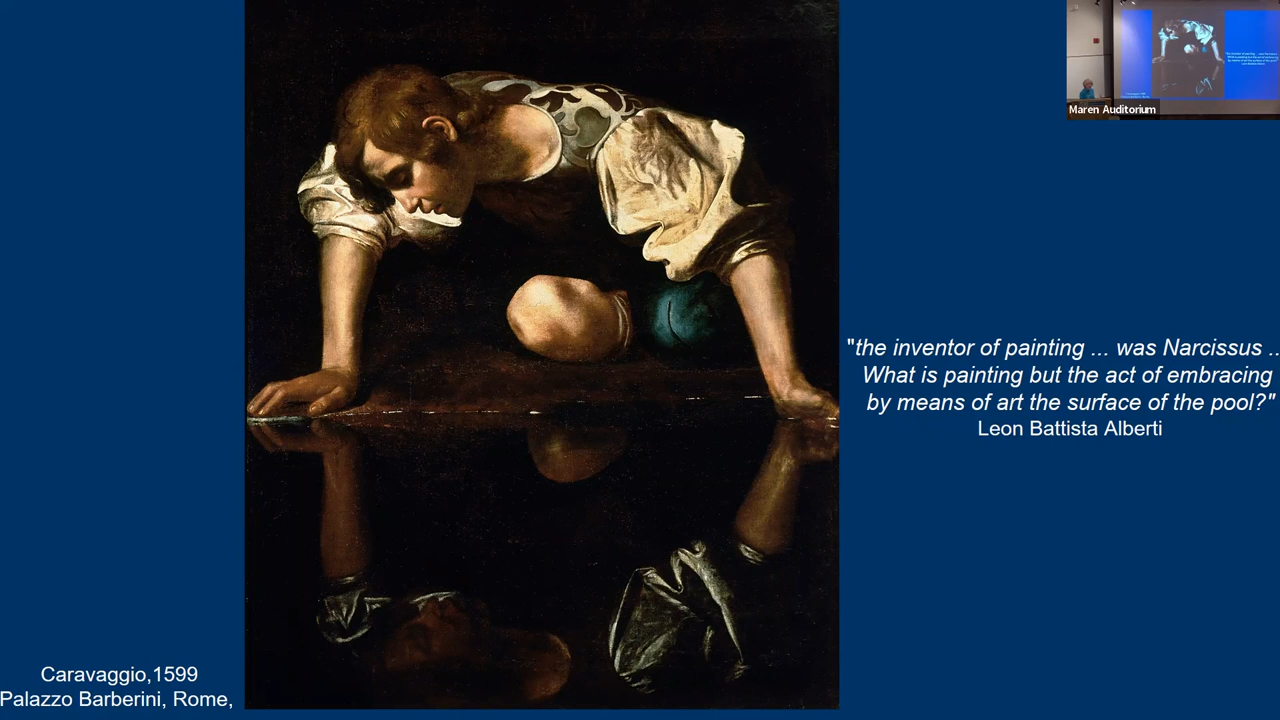 Maren Auditorium
"the inventor of painting ... was Narcissus ..
What is painting but the act of embracing
by means of art the surface of the pool?"
Leon Battista Alberti
Caravaggio,1599
Palazzo Barberini, Rome,